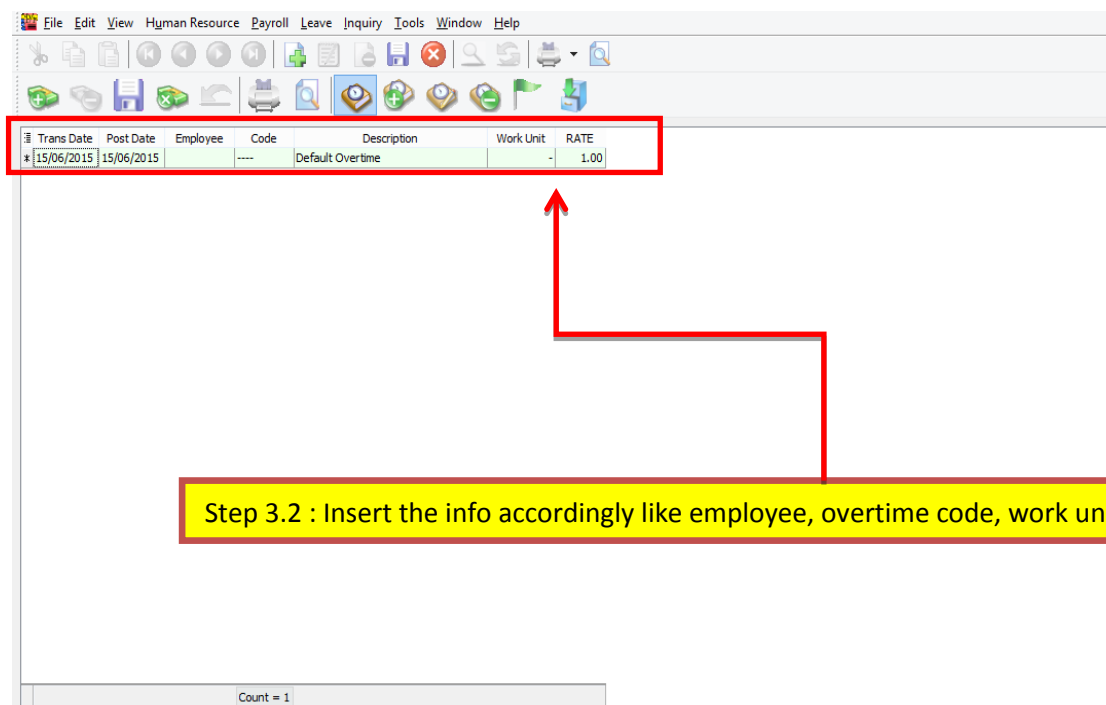 File Edit View Human Resource Payroll Leave Inquiry Tools Window Help
Trans Date Post Date Employee Code Description Work Unit RATE
* 15/06/2015 15/06/2015 ---- Default Overtime - 1.00
Step 3.2 : Insert the info accordingly like employee, overtime code, work un
Count = 1